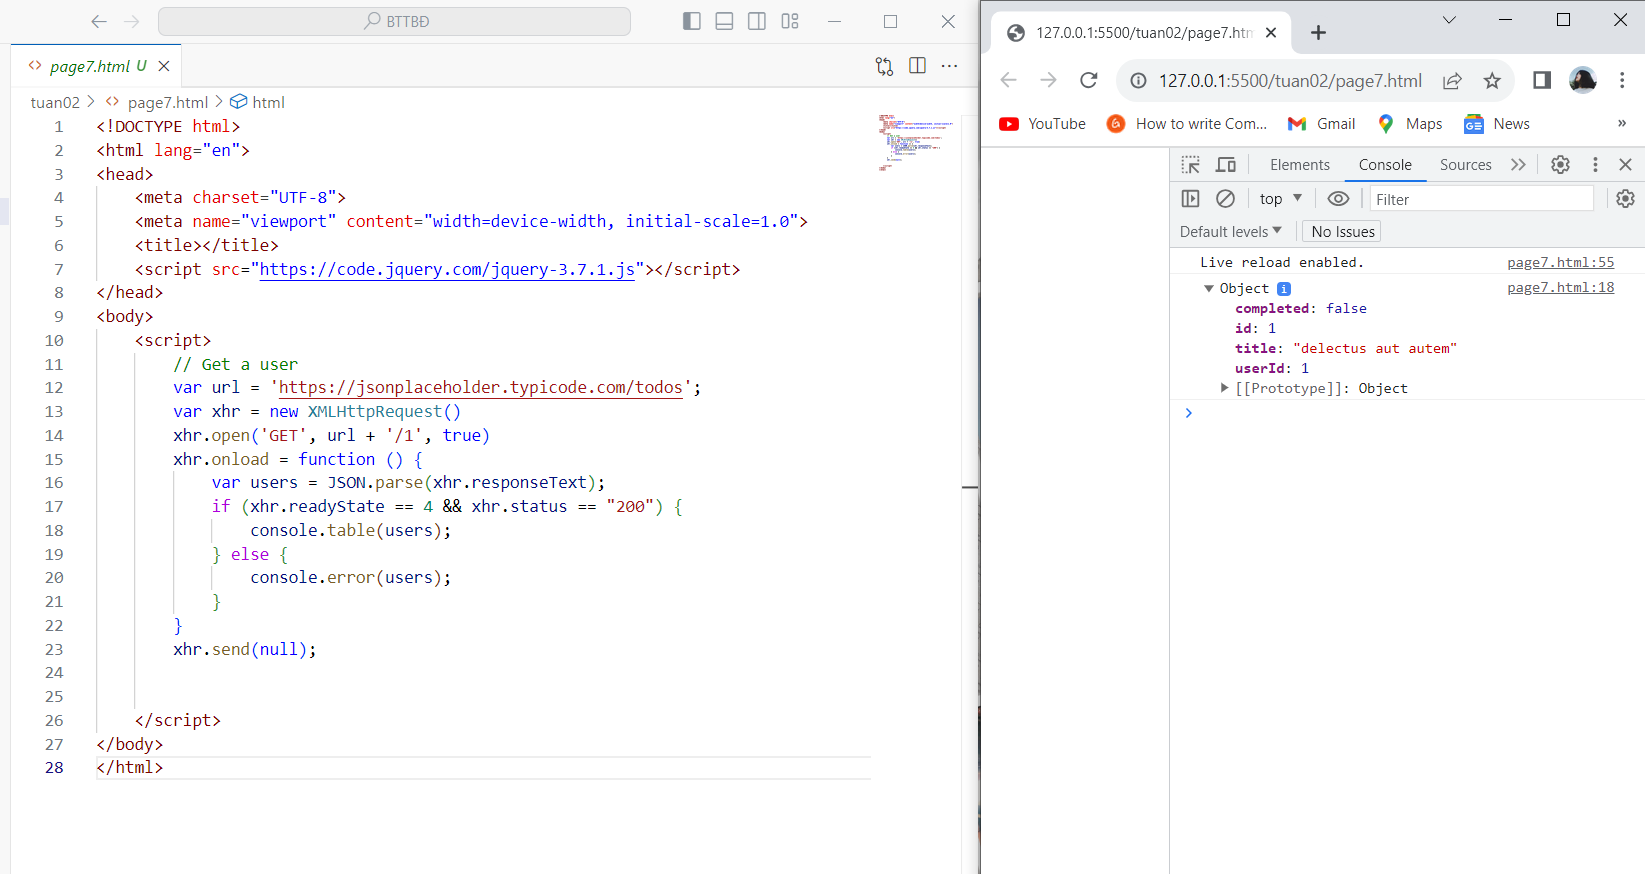 BTTBĐ
page7.html U
tuan02 > page7.html > html
1 <!DOCTYPE html>
2 <html lang="en">
3 <head>
4     <meta charset="UTF-8">
5     <meta name="viewport" content="width=device-width, initial-scale=1.0">
6     <title></title>
7     <script src="https://code.jquery.com/jquery-3.7.1.js"></script>
8 </head>
9 <body>
10     <script>
11         // Get a user
12         var url = 'https://jsonplaceholder.typicode.com/todos';
13         var xhr = new XMLHttpRequest()
14         xhr.open('GET', url + '/1', true)
15         xhr.onload = function () {
16             var users = JSON.parse(xhr.responseText);
17             if (xhr.readyState == 4 && xhr.status == "200") {
18                 console.table(users);
19             } else {
20                 console.error(users);
21             }
22         }
23         xhr.send(null);
24
25
26     </script>
27 </body>
28 </html>
127.0.0.1:5500/tuan02/page7.htm
127.0.0.1:5500/tuan02/page7.html
YouTube How to write Com... Gmail Maps News »
Elements Console Sources
top Filter
Default levels No Issues
Live reload enabled. page7.html:55
Object i page7.html:18
completed: false
id: 1
title: "delectus aut autem"
userId: 1
[[Prototype]]: Object